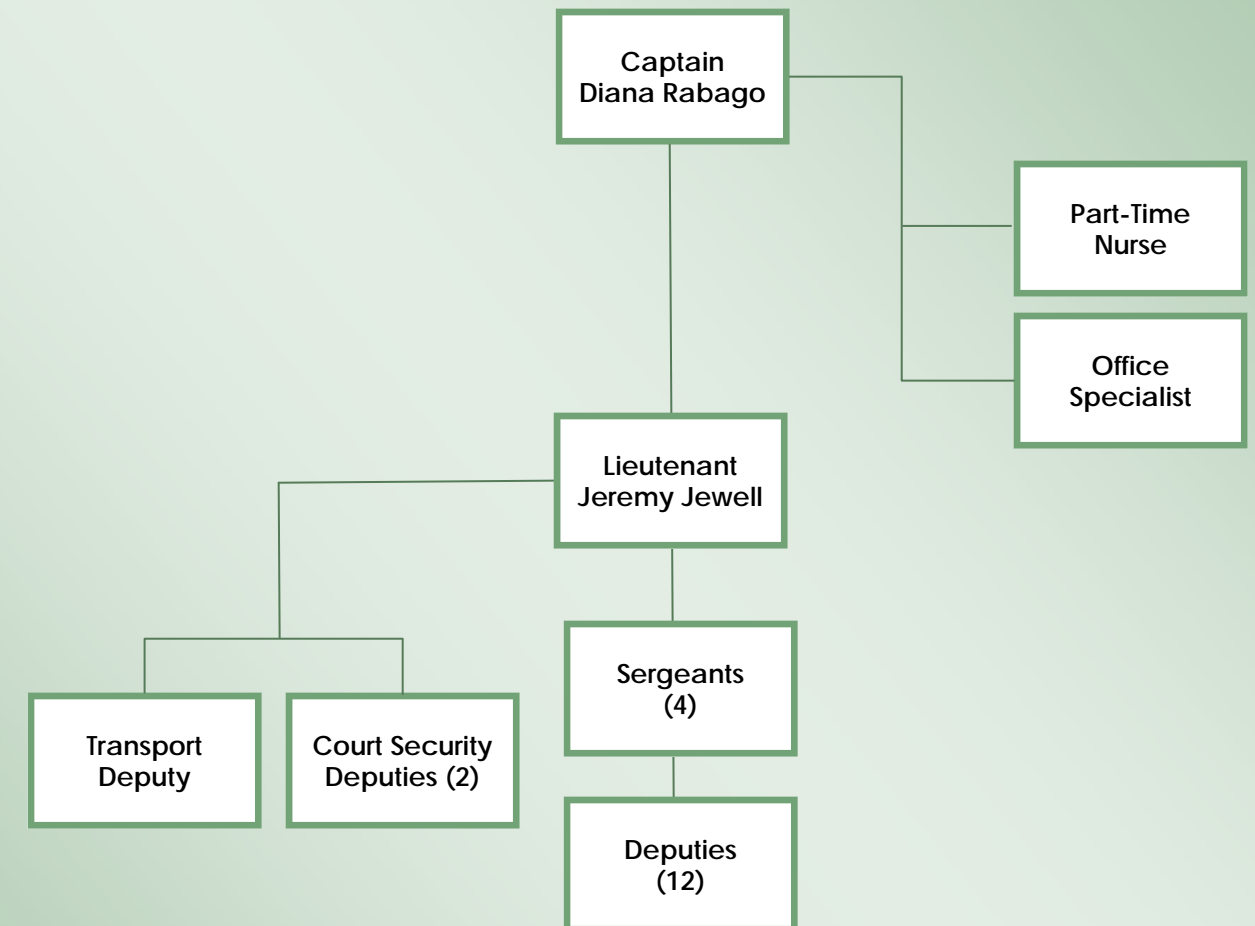 Captain
Diana Rabago
Part-Time
Nurse
Office
Specialist
Lieutenant
Jeremy Jewell
Sergeants
(4)
Transport
Deputy
Court Security
Deputies (2)
Deputies
(12)